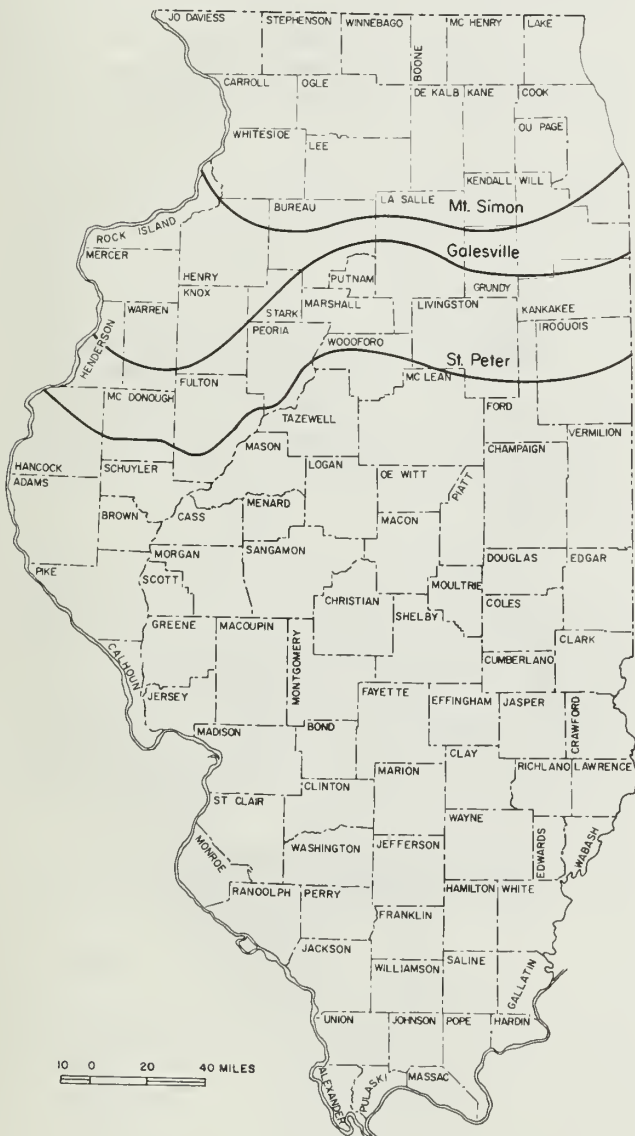 JO DAVIESS STEPHENSON WINNEBAGO BOONE MC HENRY LAKE
CARROLL OGLE DE KALB KANE COOK
WHITESIDE LEE OU PAGE
KENDALL WILL
ROCK ISLAND BUREAU LA SALLE Mt. Simon
MERCER HENRY PUTNAM Galesville
KNOX STARK MARSHALL GRUNDY
WARREN LIVINGSTON KANKAKEE
HENDERSON PEORIA WOODFORD IROQUOIS
FULTON St. Peter
MC DONOUGH TAZEWELL MC LEAN FORD
MASON VERMILION
HANCOCK SCHUYLER LOGAN OE WITT CHAMPAIGN
ADAMS PIATT
BROWN CASS MENARD MACON
MORGAN SANGAMON DOUGLAS EDGAR
PIKE SCOTT CHRISTIAN MOULTRIE
GREENE MACOUPIN SHELBY COLES
CALHOUN MONTGOMERY CLARK
CUMBERLANO
JERSEY FAYETTE EFFINGHAM JASPER CRAWFORD
MADISON BOND
CLAY
MARION RICHLANO LAWRENCE
ST CLAIR CLINTON
WAYNE
MONROE WASHINGTON JEFFERSON EDWARDS WABASH
RANOOLPH PERRY HAMILTON WHITE
FRANKLIN
JACKSON SALINE
WILLIAMSON GALLATIN
UNION JOHNSON POPE HARDIN
10 0 20 40 MILES
ALEXANDER PULASKI MASSAC